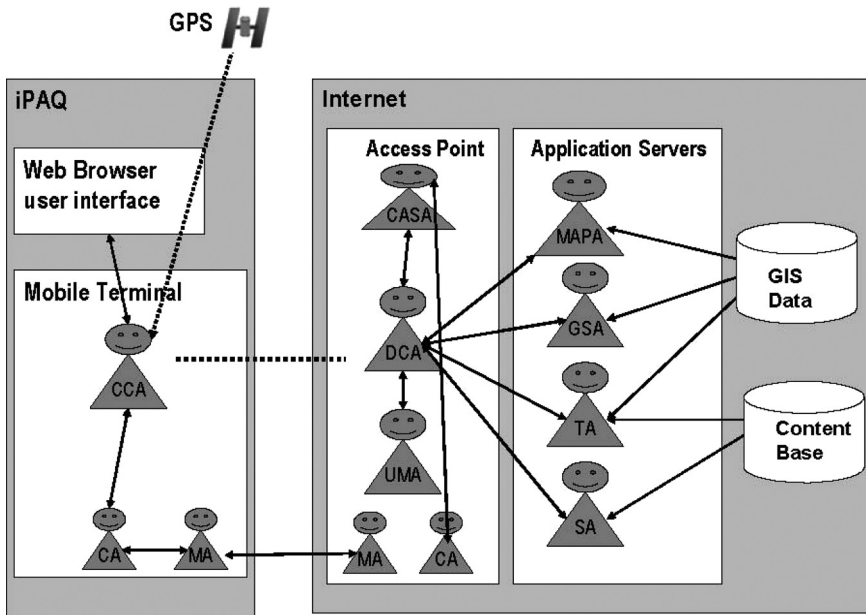 GPS
iPAQ
Web Browser
user interface
Mobile Terminal
CCA
CA
MA
Internet
Access Point
CASA
DCA
UMA
MA
CA
Application Servers
MAPA
GSA
TA
SA
GIS
Data
Content
Base